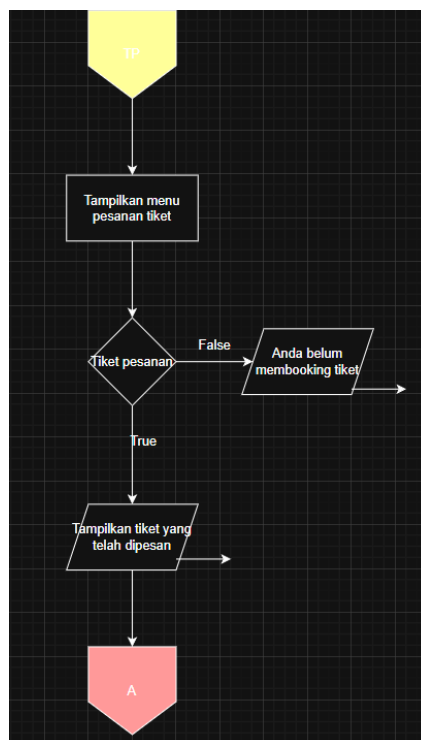 TP
Tampilkan menu
pesanan tiket
Tiket pesanan
False
Anda belum
membooking tiket
True
Tampilkan tiket yang
telah dipesan
A